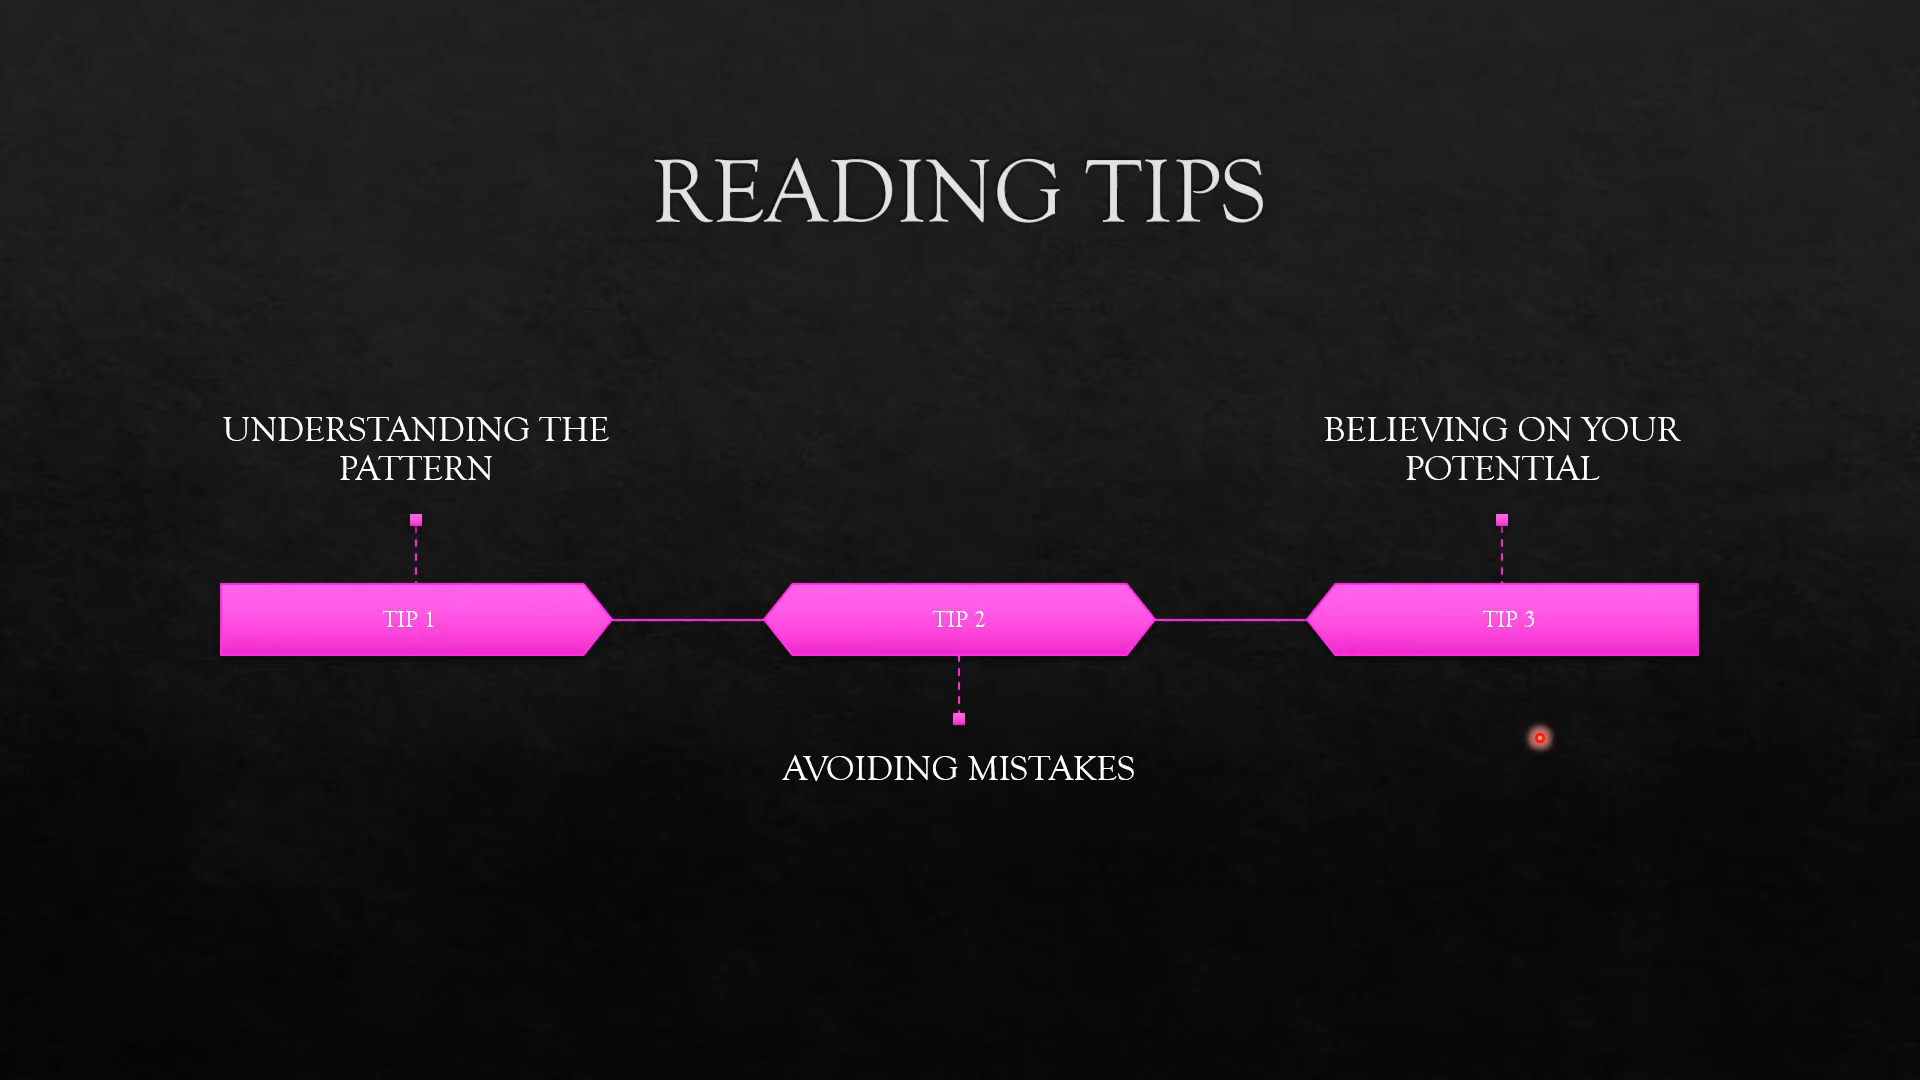 READING TIPS
UNDERSTANDING THE
PATTERN
BELIEVING ON YOUR
POTENTIAL
TIP 1
TIP 2
TIP 3
AVOIDING MISTAKES